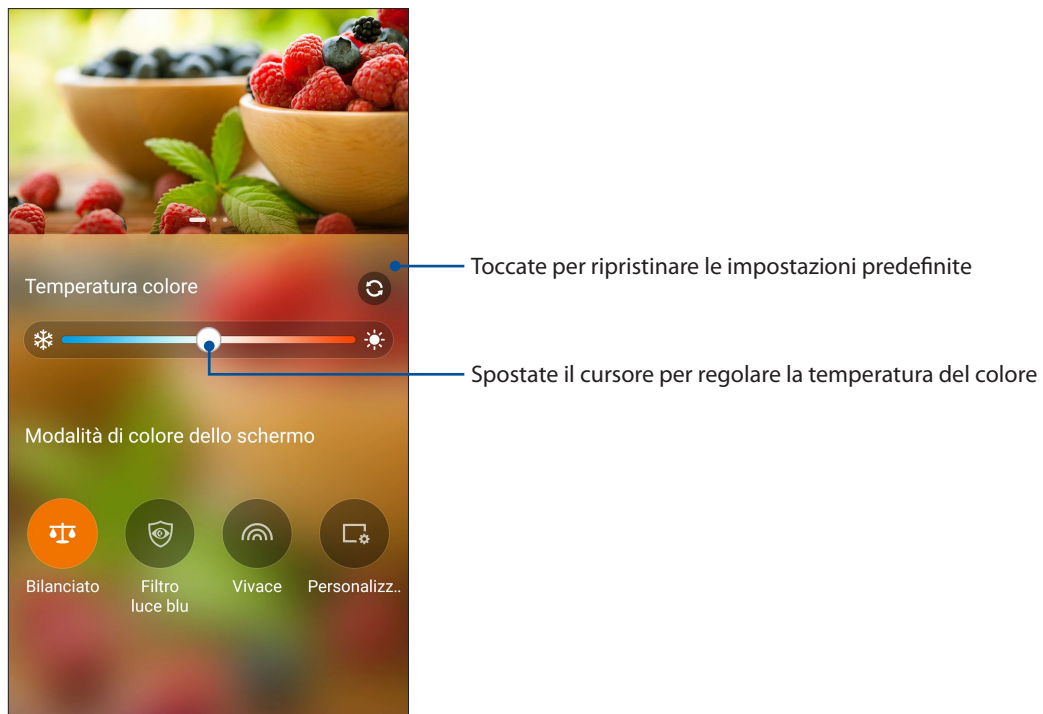 Toccate per ripristinare le impostazioni predefinite
Temperatura colore
Spostate il cursore per regolare la temperatura del colore
Modalità di colore dello schermo
Bilanciato
Filtro
luce blu
Vivace
Personalizz..